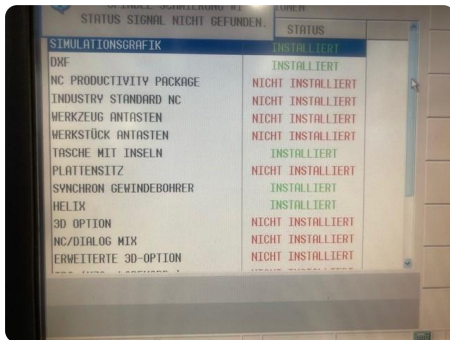 STATUS SIGNAL NICHT GEFUNDEN.
STATUS
SIMULATIONSGRAFIK INSTALLIERT
DXF INSTALLIERT
NC PRODUCTIVITY PACKAGE NICHT INSTALLIERT
INDUSTRY STANDARD NC NICHT INSTALLIERT
WERKZEUG ANTASTEN NICHT INSTALLIERT
WERKSTÜCK ANTASTEN NICHT INSTALLIERT
TASCHE MIT INSELN INSTALLIERT
PLATTENSITZ NICHT INSTALLIERT
SYNCHRON GEWINDEBOHRER INSTALLIERT
HELIX INSTALLIERT
3D OPTION NICHT INSTALLIERT
NC/DIALOG MIX NICHT INSTALLIERT
ERWEITERTE 3D-OPTION NICHT INSTALLIERT
NICHT INSTALLIERT